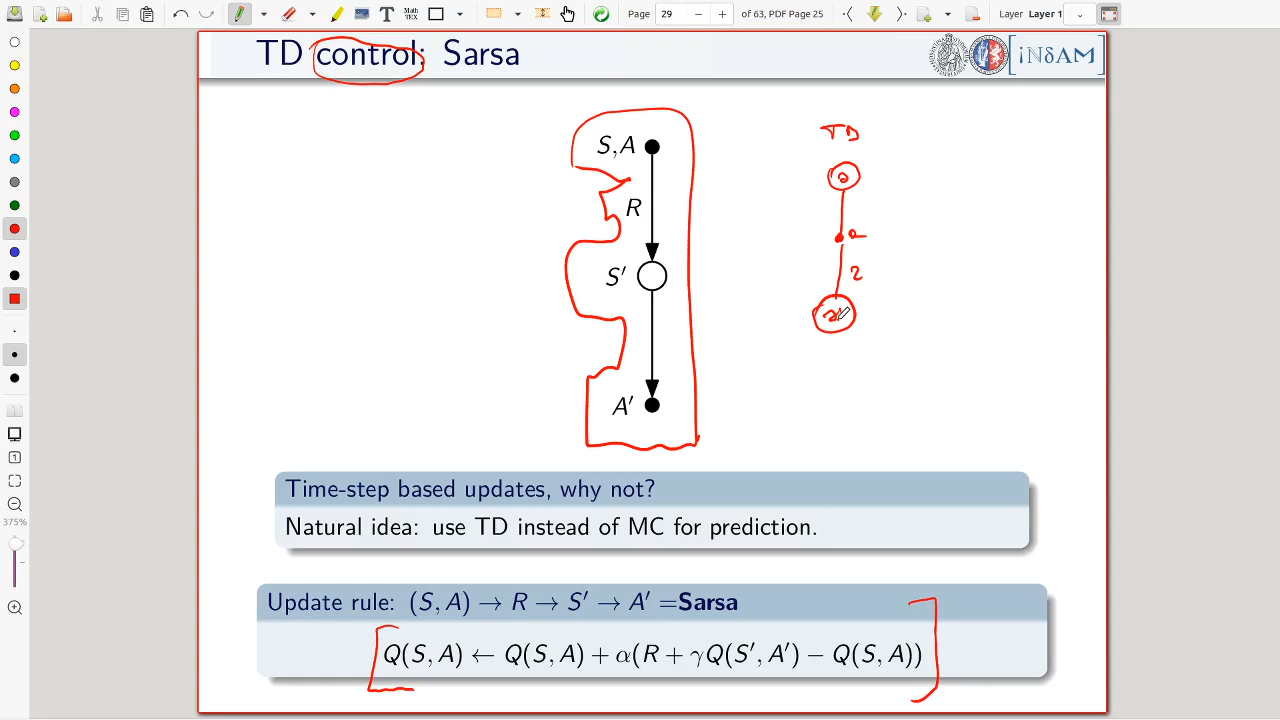 Page 29 of 62 PDF Page 25
Layer Layer 1
TD control: Sarsa
iNδAM
S,A
R
S′
A′
TD
R
2
375%
Time-step based updates, why not?
Natural idea: use TD instead of MC for prediction.
Update rule: (S, A) → R → S′ → A′ =Sarsa
Q(S, A) ← Q(S, A) + α(R + γQ(S′, A′) − Q(S, A))